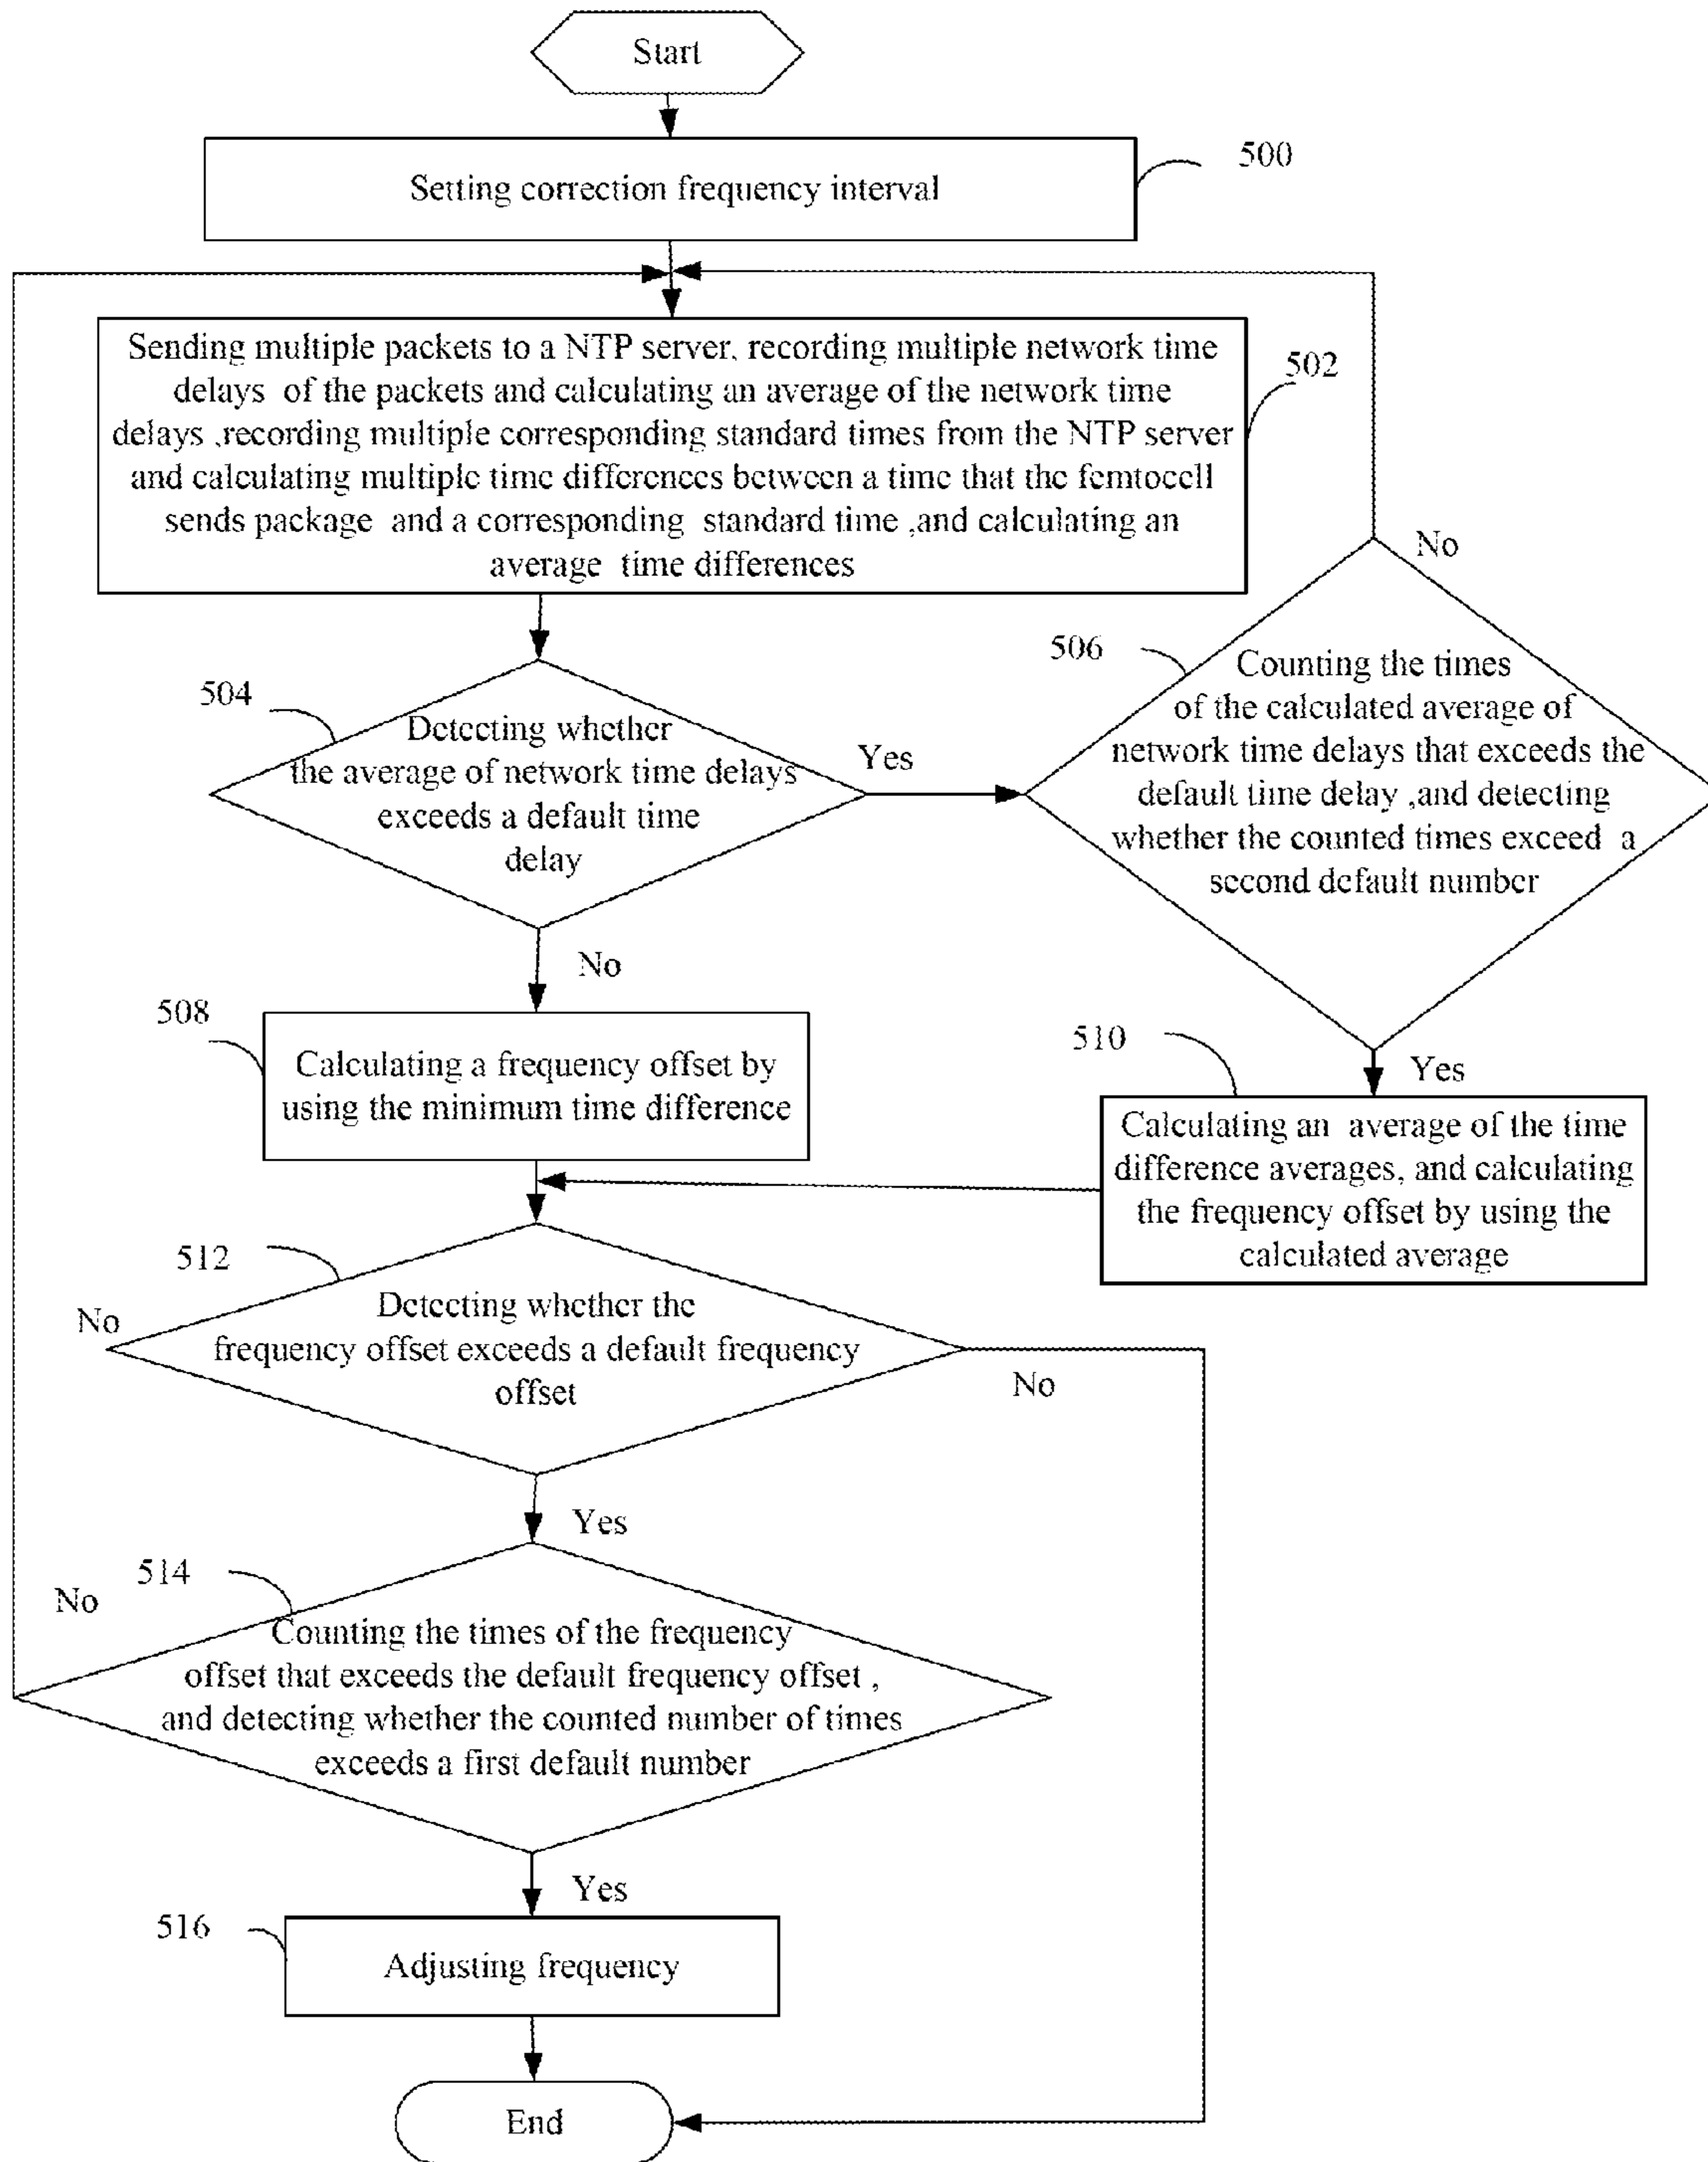 Start
500
Setting correction frequency interval
502
Sending multiple packets to a NTP server, recording multiple network time
delays of the packets and calculating an average of the network time
delays ,recording multiple corresponding standard times from the NTP server
and calculating multiple time differences between a time that the femtocell
sends package and a corresponding standard time ,and calculating an
average time differences
504
Detecting whether
the average of network time delays
exceeds a default time
delay
Yes
No
506
Counting the times
of the calculated average of
network time delays that exceeds the
default time delay ,and detecting
whether the counted times exceed a
second default number
No
Yes
508
Calculating a frequency offset by
using the minimum time difference
510
Calculating an average of the time
difference averages, and calculating
the frequency offset by using the
calculated average
512
No
Detecting whether the
frequency offset exceeds a default frequency
offset
No
Yes
514
No
Counting the times of the frequency
offset that exceeds the default frequency offset ,
and detecting whether the counted number of times
exceeds a first default number
Yes
516
Adjusting frequency
End